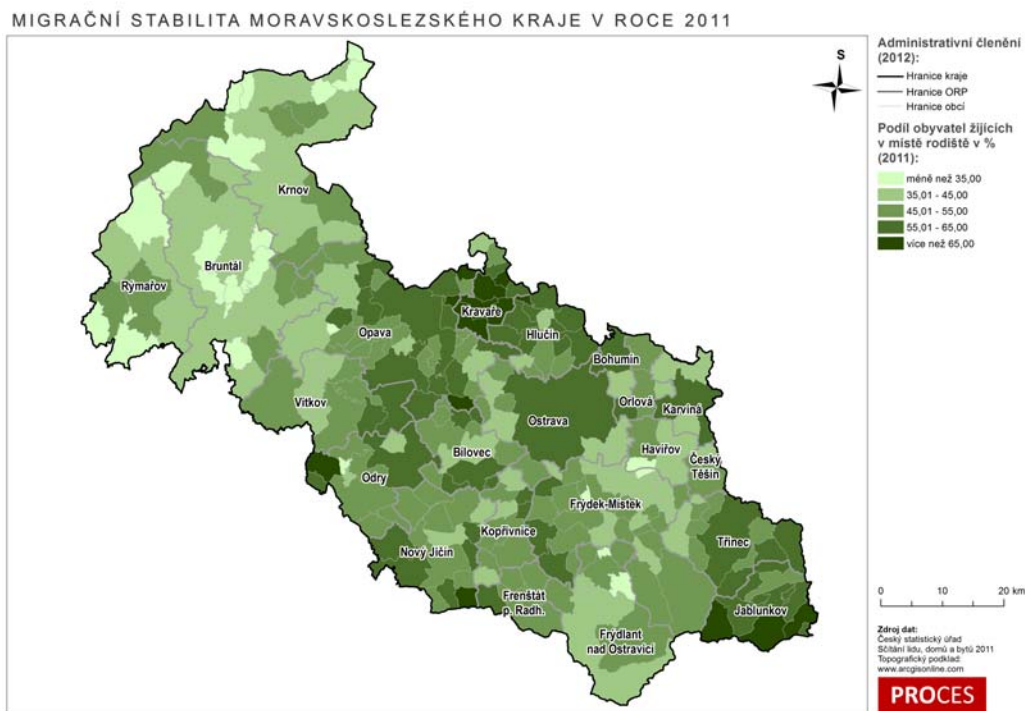 MIGRAČNÍ STABILITA MORAVSKOSLEZSKÉHO KRAJE V ROCE 2011
S
Administrativní členění
(2012):
Hranice kraje
Hranice ORP
Hranice obcí
Podíl obyvatel žijících
v místě rodiště v %
(2011):
méně než 35,00
35,01 - 45,00
45,01 - 55,00
55,01 - 65,00
více než 65,00
Krnov
Bruntál
Rýmařov
Kravaře
Opava
Hlučín
Bohumín
Vítkov
Orlová
Karviná
Ostrava
Bílovec
Havířov
Český
Těšín
Odry
Frýdek-Místek
Kopřivnice
Třinec
Nový Jičín
Frenštát
p. Radh.
Jablunkov
Frýdlant
nad Ostravicí
0 10 20 km
Zdroj dat:
Český statistický úřad
Sčítání lidu, domů a bytů 2011
Topografický podklad:
www.arcgisonline.com
PROCES